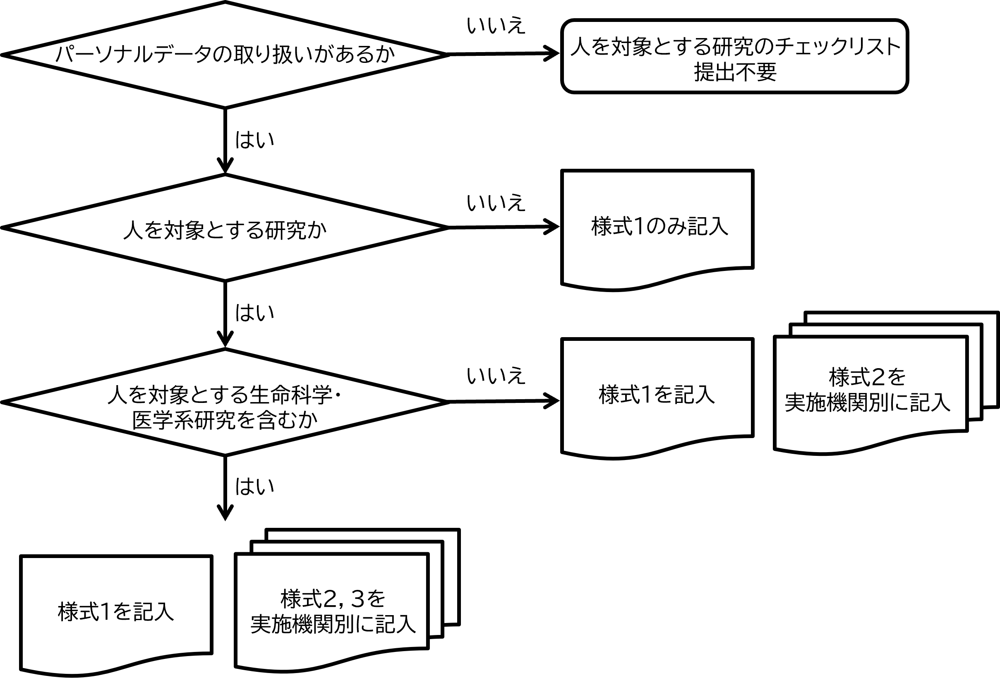 パーソナルデータの取り扱いがあるか
いいえ
人を対象とする研究のチェックリスト
提出不要
はい
人を対象とする研究か
いいえ
様式1のみ記入
はい
人を対象とする生命科学・
医学系研究を含むか
いいえ
様式1を記入
様式2を
実施機関別に記入
はい
様式1を記入
様式2，3を
実施機関別に記入